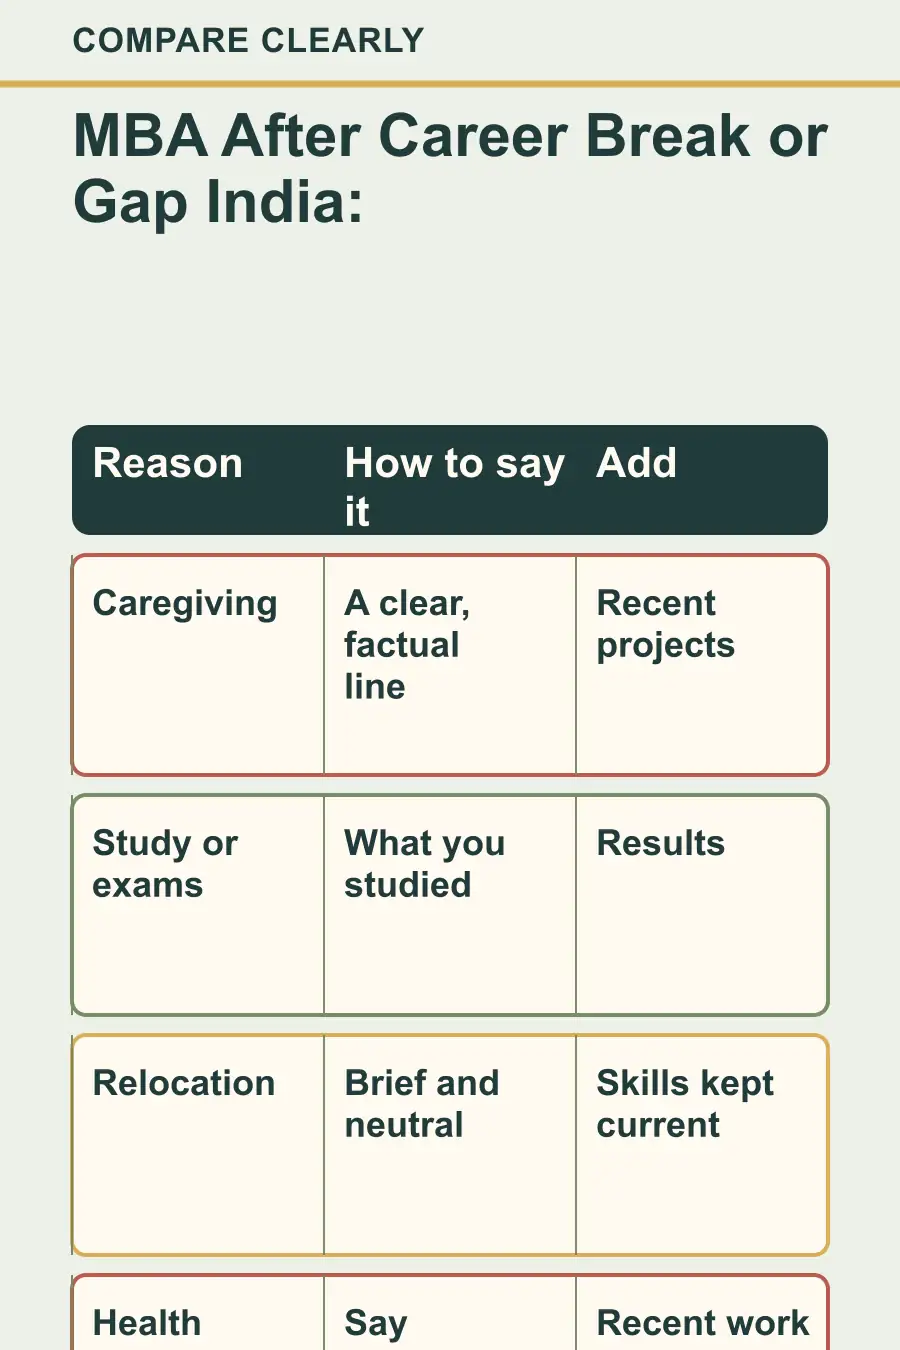 COMPARE CLEARLY
MBA After Career Break or
Gap India:
Reason How to say Add
it
Caregiving A clear, Recent
factual projects
line
Study or What you Results
exams studied
Relocation Brief and Skills kept
neutral current
Health Say Recent work